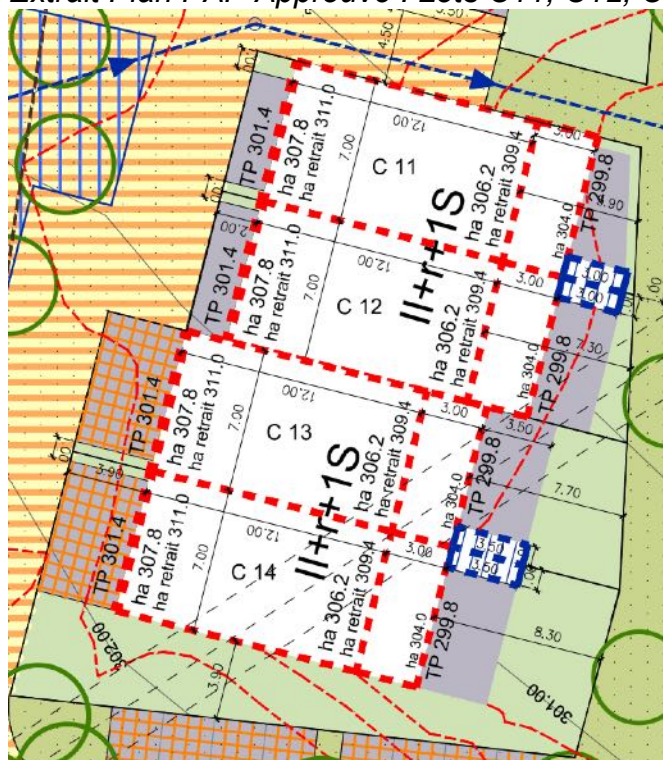 Extrait Plan PAP Approuvé : Lots C11, C12, C
4.50
12.00
3.00
TP 301.4
ha 307.8
ha retrait 311.0
7.00
C 11
II+r+1S
ha 306.2
ha retrait 309.4
ha 304.0
TP 299.8
4.90
2.00
12.00
3.00
3.00
3.00
1.00
TP 301.4
ha 307.8
ha retrait 311.0
7.00
C 12
ha 306.2
ha retrait 309.4
ha 304.0
TP 299.8
7.30
12.00
3.00
3.50
TP 301.4
ha 307.8
ha retrait 311.0
7.00
C 13
II+r+1S
ha 306.2
ha retrait 309.4
ha 304.0
TP 299.8
7.70
3.90
12.00
3.00
3.50
3.50
TP 301.4
ha 307.8
ha retrait 311.0
7.00
C 14
ha 306.2
ha retrait 309.4
ha 304.0
TP 299.8
8.30
302.00
3.90
301.00